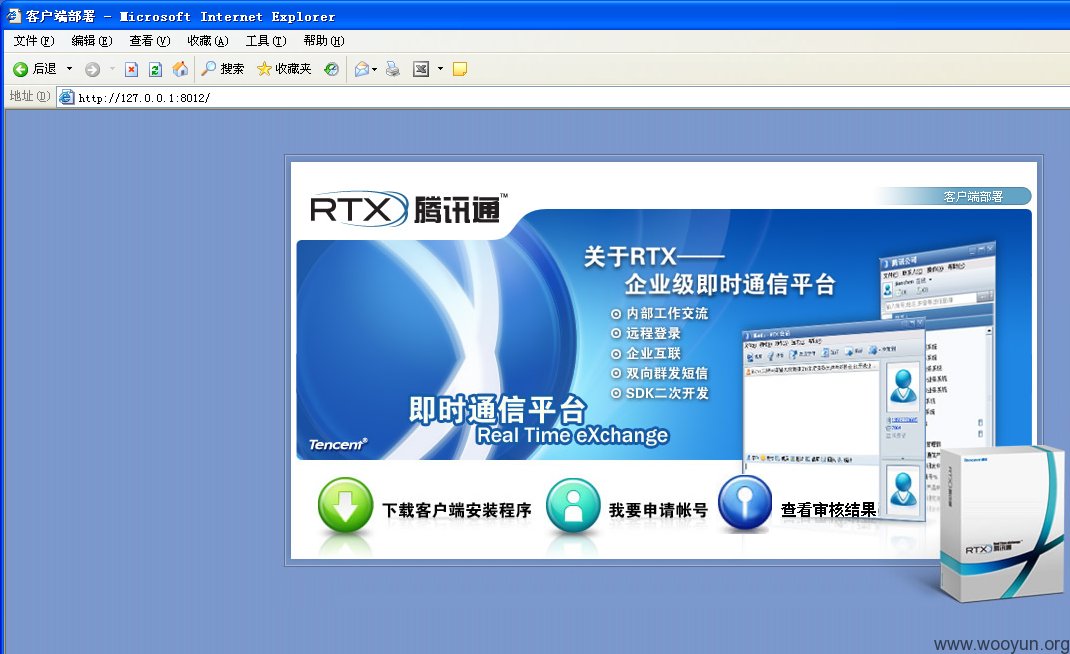 客户端部署 - Microsoft Internet Explorer
文件(F) 编辑(E) 查看(V) 收藏(A) 工具(T) 帮助(H)
后退 搜索 收藏夹
地址(D) http://127.0.0.1:8012/
客户端部署
RTX 腾讯通™
关于RTX——
企业级即时通信平台
内部工作交流
远程登录
企业互联
双向群发短信
SDK二次开发
即时通信平台
Real Time eXchange
Tencent®
腾讯公司
下载客户端安装程序 我要申请帐号 查看审核结果
RTX 腾讯通
www.wooyun.org